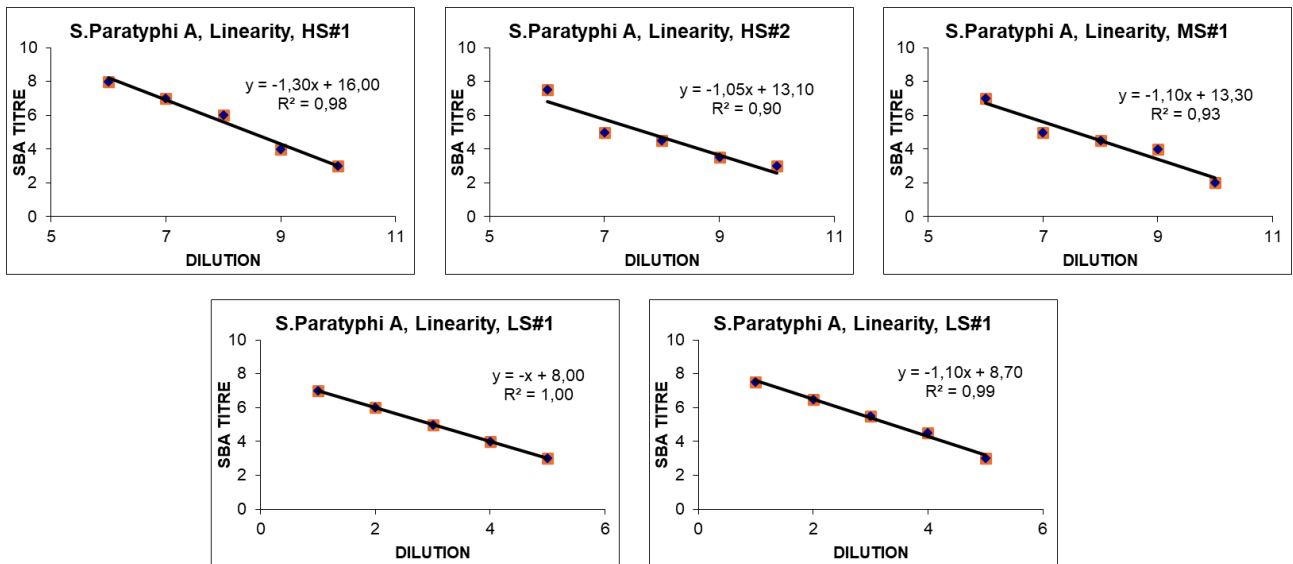 S.Paratyphi A, Linearity, HS#1
10
8
6
4
2
0
SBA TITRE
y = -1,30x + 16,00
R² = 0,98
5 7 9 11
DILUTION
S.Paratyphi A, Linearity, HS#2
10
8
6
4
2
0
SBA TITRE
y = -1,05x + 13,10
R² = 0,90
5 7 9 11
DILUTION
S.Paratyphi A, Linearity, MS#1
10
8
6
4
2
0
SBA TITRE
y = -1,10x + 13,30
R² = 0,93
5 7 9 11
DILUTION
S.Paratyphi A, Linearity, LS#1
10
8
6
4
2
0
SBA TITRE
y = -x + 8,00
R² = 1,00
0 2 4 6
DILUTION
S.Paratyphi A, Linearity, LS#1
10
8
6
4
2
0
SBA TITRE
y = -1,10x + 8,70
R² = 0,99
0 2 4 6
DILUTION